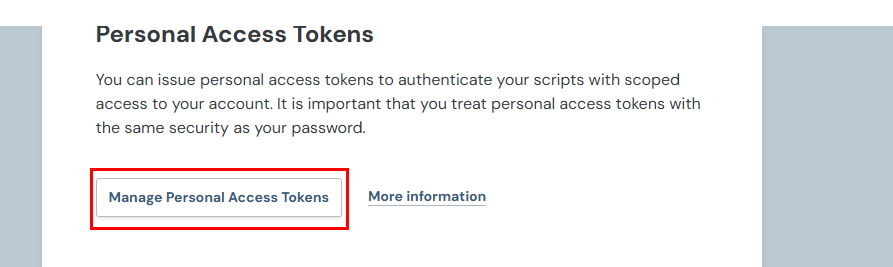 Personal Access Tokens
You can issue personal access tokens to authenticate your scripts with scoped
access to your account. It is important that you treat personal access tokens with
the same security as your password.
Manage Personal Access Tokens
More information